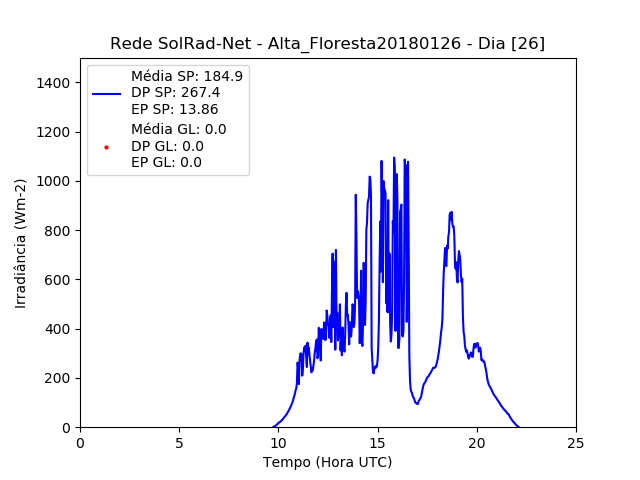 Rede SolRad-Net - Alta_Floresta20180126 - Dia [26]
Média SP: 184.9
DP SP: 267.4
EP SP: 13.86
Média GL: 0.0
DP GL: 0.0
EP GL: 0.0
1400
1200
1000
800
600
400
200
0
Irradiância (Wm-2)
0 5 10 15 20 25
Tempo (Hora UTC)